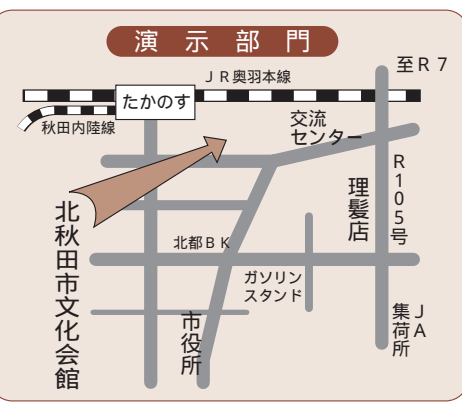 演示部門
至R7
JR奥羽本線
たかのす
秋田内陸線
交流
センター
R105号
理髪店
北秋田市文化会館
北都BK
ガソリン
スタンド
市役所
JA
集荷所